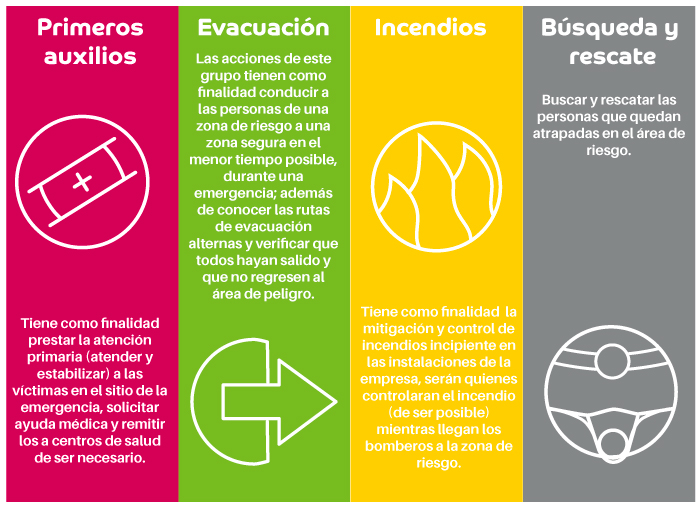 Primeros
auxilios
Tiene como finalidad
prestar la atención
primaria (atender y
estabilizar) a las
víctimas en el sitio de la
emergencia, solicitar
ayuda médica y remitir
los a centros de salud
de ser necesario.
Evacuación
Las acciones de este
grupo tienen como
finalidad conducir a
las personas de una
zona de riesgo a una
zona segura en el
menor tiempo posible,
durante una
emergencia; además
de conocer las rutas
de evacuación
alternas y verificar que
todos hayan salido y
que no regresen al
área de peligro.
Incendios
Tiene como finalidad la
mitigación y control de
incendios incipiente en
las instalaciones de la
empresa, serán quienes
controlaran el incendio
(de ser posible)
mientras llegan los
bomberos a la zona de
riesgo.
Búsqueda y
rescate
Buscar y rescatar las
personas que quedan
atrapadas en el área de
riesgo.